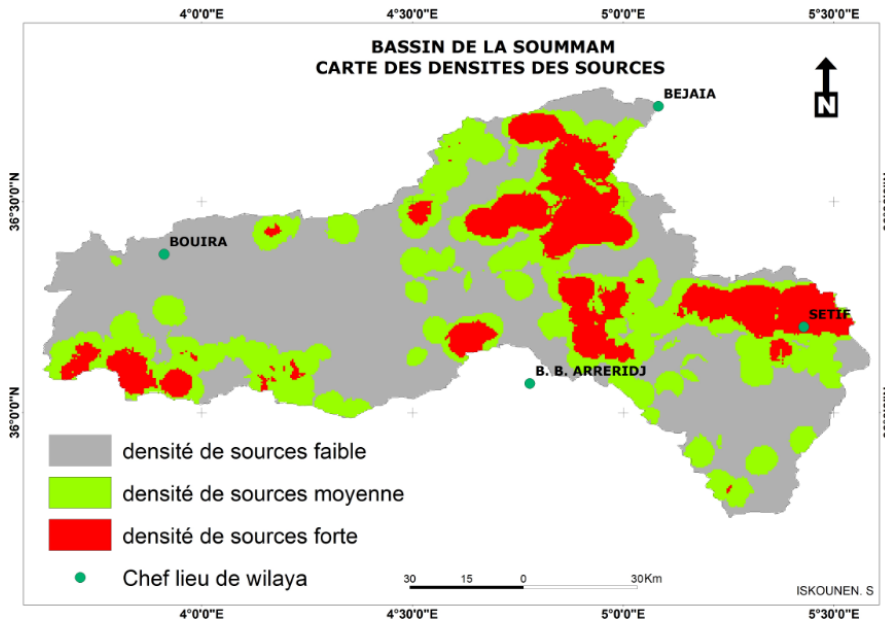 4°0'0"E 4°30'0"E 5°0'0"E 5°30'0"E
BASSIN DE LA SOUMMAM
CARTE DES DENSITES DES SOURCES
BEJAIA
N
36°30'0"N
BOUIRA
SETIF
B. B. ARRERIDJ
36°0'0"N
densité de sources faible
densité de sources moyenne
densité de sources forte
Chef lieu de wilaya
30 15 0 30Km
ISKOUNEN. S
4°0'0"E 4°30'0"E 5°0'0"E 5°30'0"E